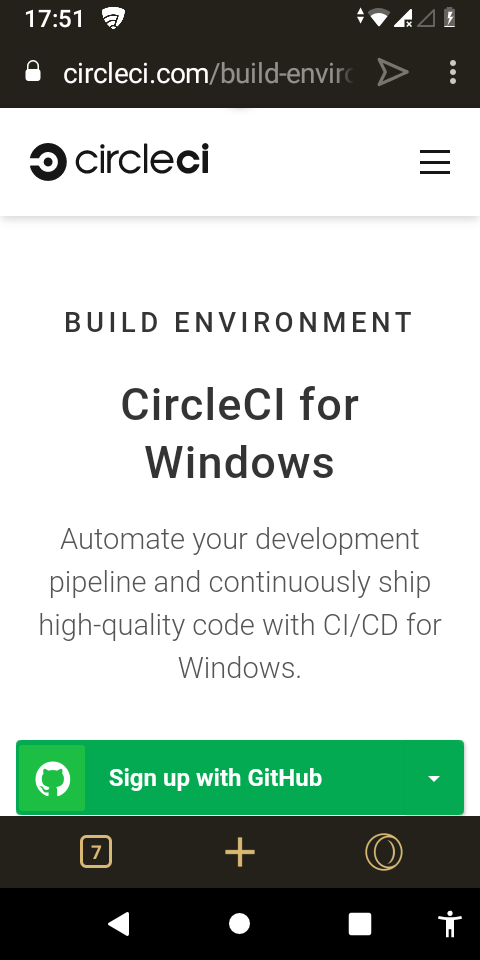 17:51
circleci.com/build-enviro
circleci
BUILD ENVIRONMENT
CircleCI for
Windows
Automate your development
pipeline and continuously ship
high-quality code with CI/CD for
Windows.
Sign up with GitHub
7